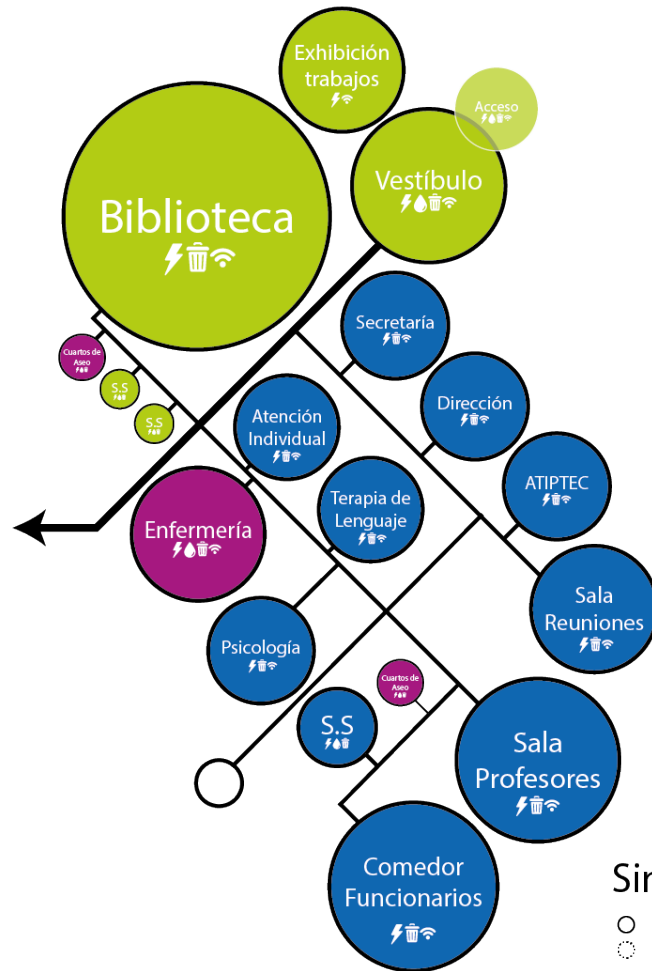 Exhibición
trabajos
Acceso
Vestíbulo
Biblioteca
Secretaría
Cuartos de
Aseo
S.S
S.S
Dirección
Atención
Individual
ATIPTEC
Terapia de
Lenguaje
Enfermería
Sala
Reuniones
Psicología
Cuartos de
Aseo
S.S
Sala
Profesores
Comedor
Funcionarios